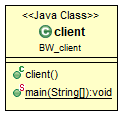 <<Java Class>>
C client
BW_client
C client()
S main(String[]):void